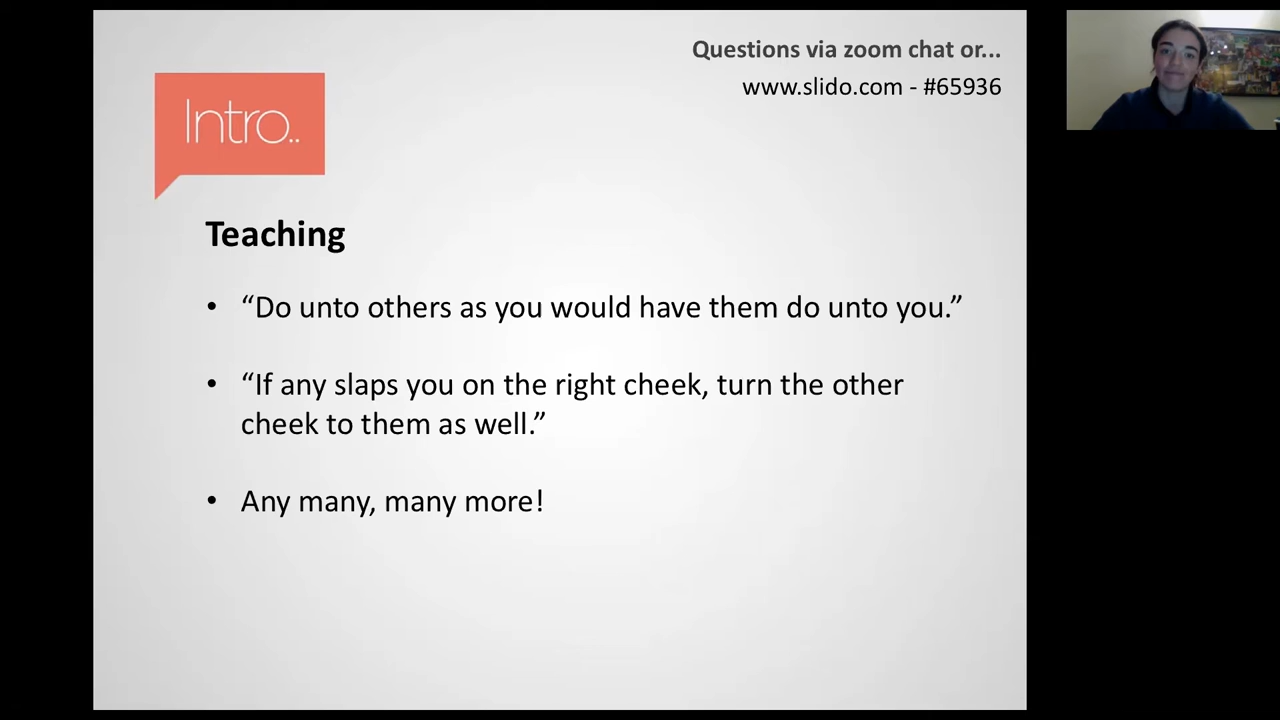 Questions via zoom chat or...
www.slido.com - #65936
Intro..
Teaching
• “Do unto others as you would have them do unto you.”
• “If any slaps you on the right cheek, turn the other
cheek to them as well.”
• Any many, many more!